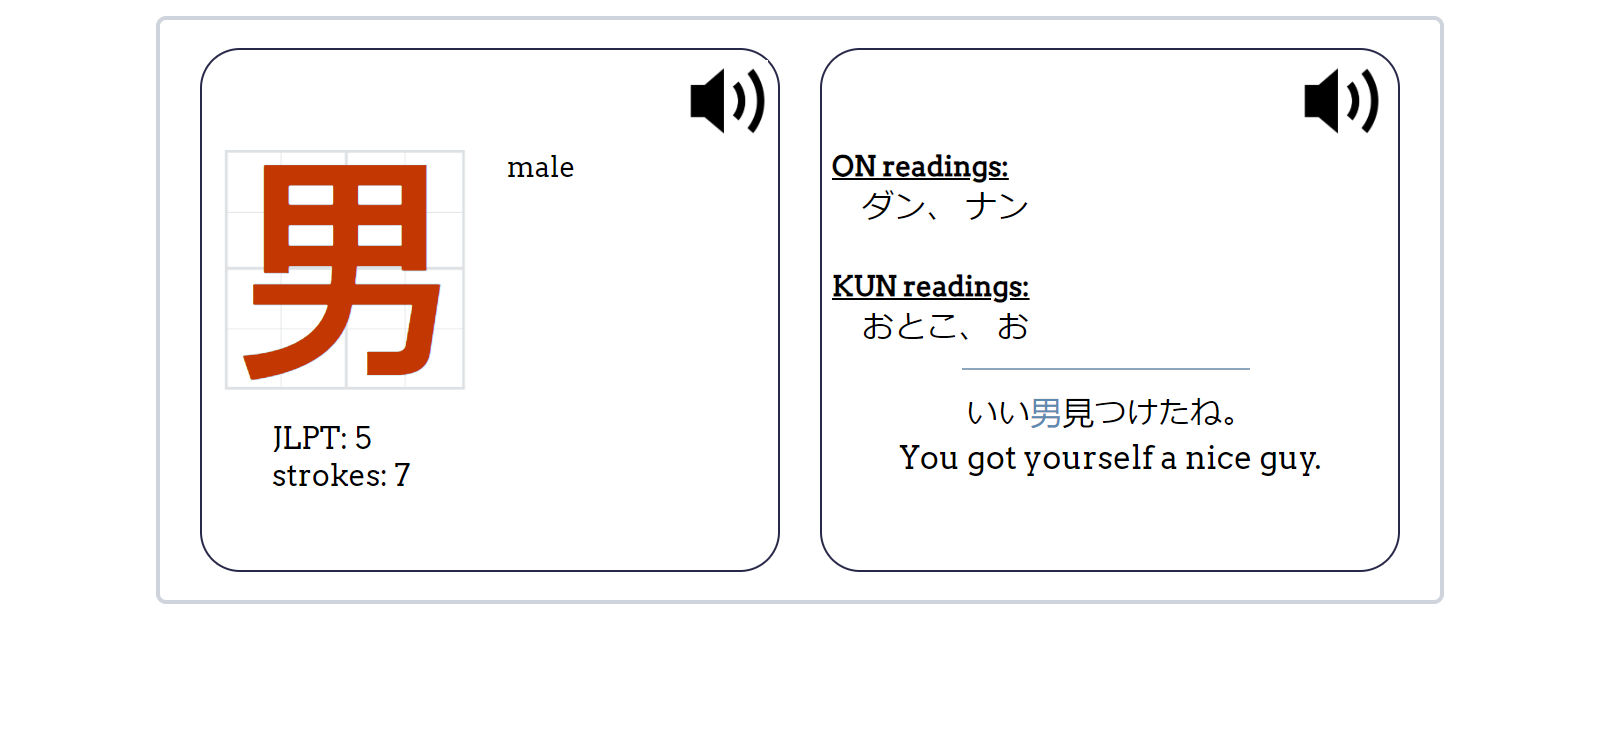 男
male
JLPT: 5
strokes: 7
ON readings:
ダン、 ナン
KUN readings:
おとこ、 お
いい男見つけたね。
You got yourself a nice guy.